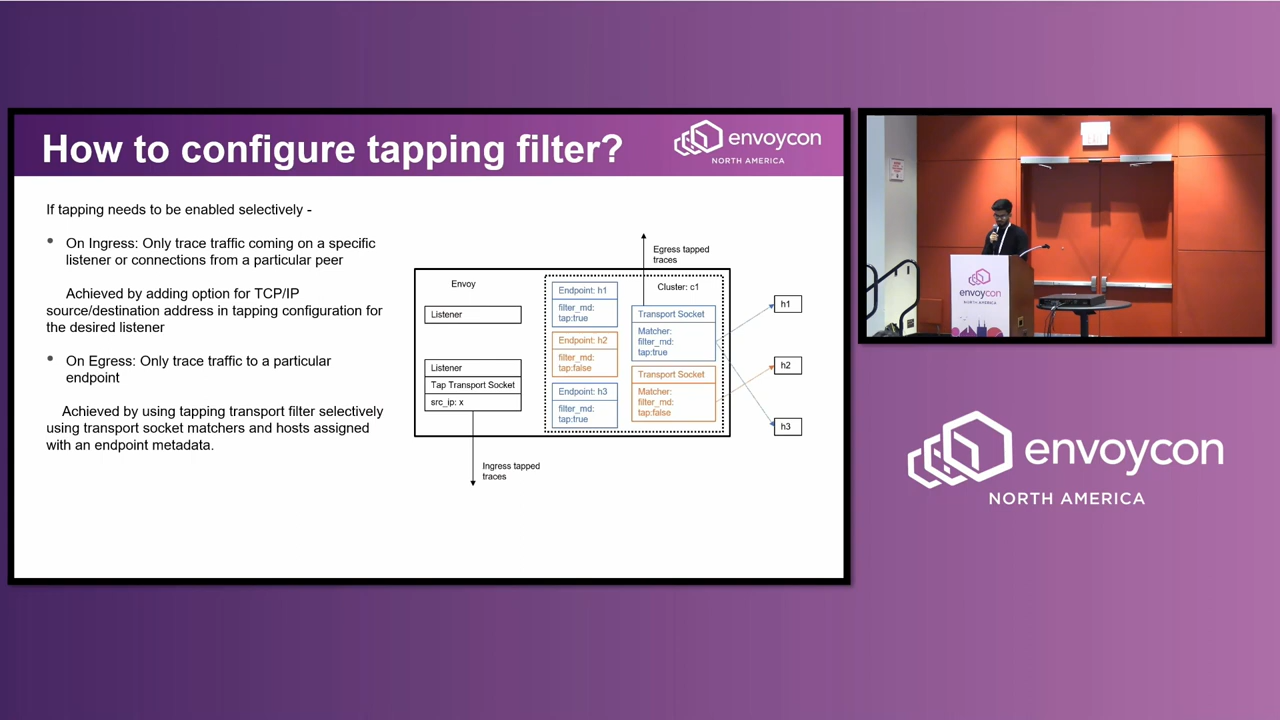 How to configure tapping filter?
envoycon
NORTH AMERICA
If tapping needs to be enabled selectively -
• On Ingress: Only trace traffic coming on a specific
listener or connections from a particular peer
Achieved by adding option for TCP/IP
source/destination address in tapping configuration for
the desired listener
• On Egress: Only trace traffic to a particular
endpoint
Achieved by using tapping transport filter selectively
using transport socket matchers and hosts assigned
with an endpoint metadata.
Egress tapped
traces
Envoy
Listener
Listener
Tap Transport Socket
src_ip: x
Ingress tapped
traces
Endpoint: h1
filter_md:
tap:true
Endpoint: h2
filter_md:
tap:false
Endpoint: h3
filter_md:
tap:true
Cluster: c1
Transport Socket
Matcher:
filter_md:
tap:true
Transport Socket
Matcher:
filter_md:
tap:false
h1
h2
h3
EXIT
envoycon
NORTH AMERICA
envoycon
NORTH AMERICA